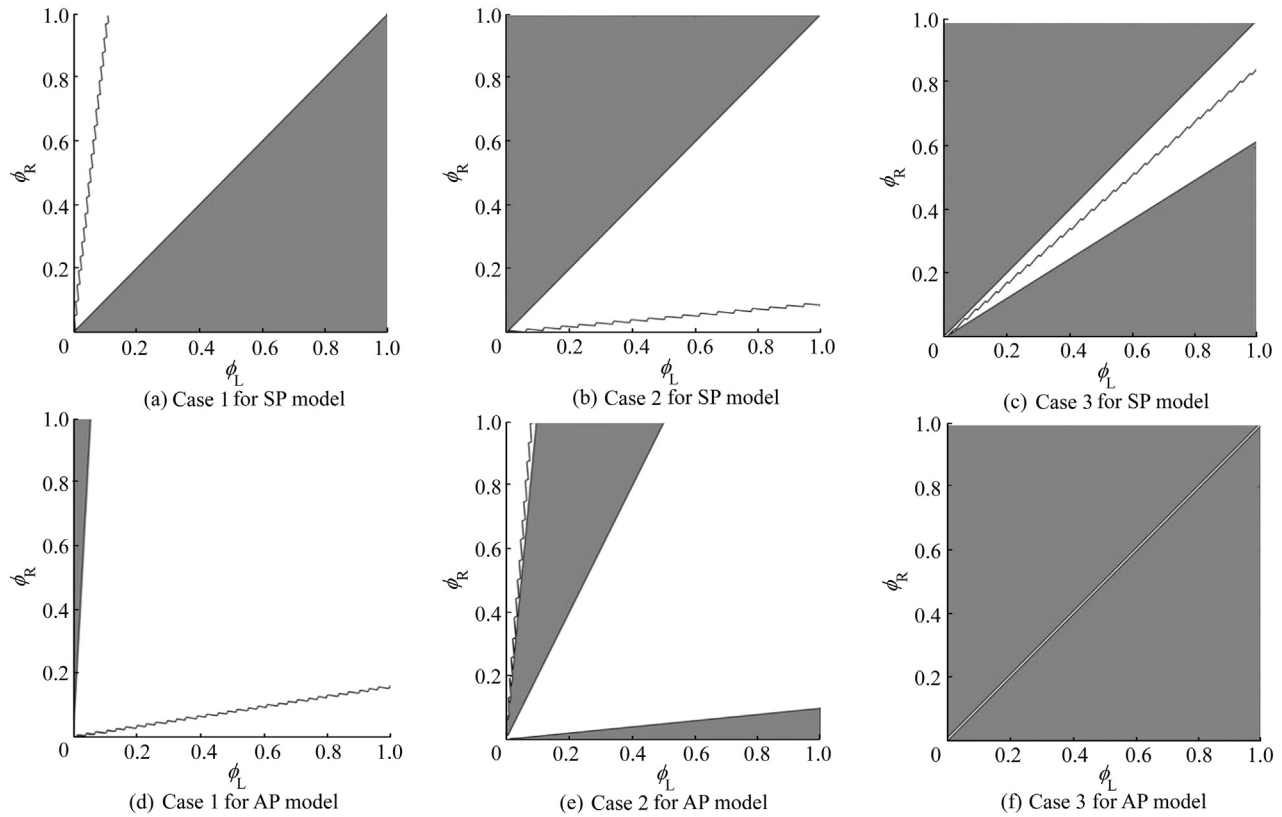 1.0 1.0 1.0
0.8 0.8 0.8
0.6 0.6 0.6
ϕR ϕR ϕR
0.4 0.4 0.4
0.2 0.2 0.2
0 0.2 0.4 0.6 0.8 1.0 0 0.2 0.4 0.6 0.8 1.0 0 0.2 0.4 0.6 0.8 1.0
ϕL ϕL ϕL
(a) Case 1 for SP model (b) Case 2 for SP model (c) Case 3 for SP model
1.0 1.0 1.0
0.8 0.8 0.8
0.6 0.6 0.6
ϕR ϕR ϕR
0.4 0.4 0.4
0.2 0.2 0.2
0 0.2 0.4 0.6 0.8 1.0 0 0.2 0.4 0.6 0.8 1.0 0 0.2 0.4 0.6 0.8 1.0
ϕL ϕL ϕL
(d) Case 1 for AP model (e) Case 2 for AP model (f) Case 3 for AP model